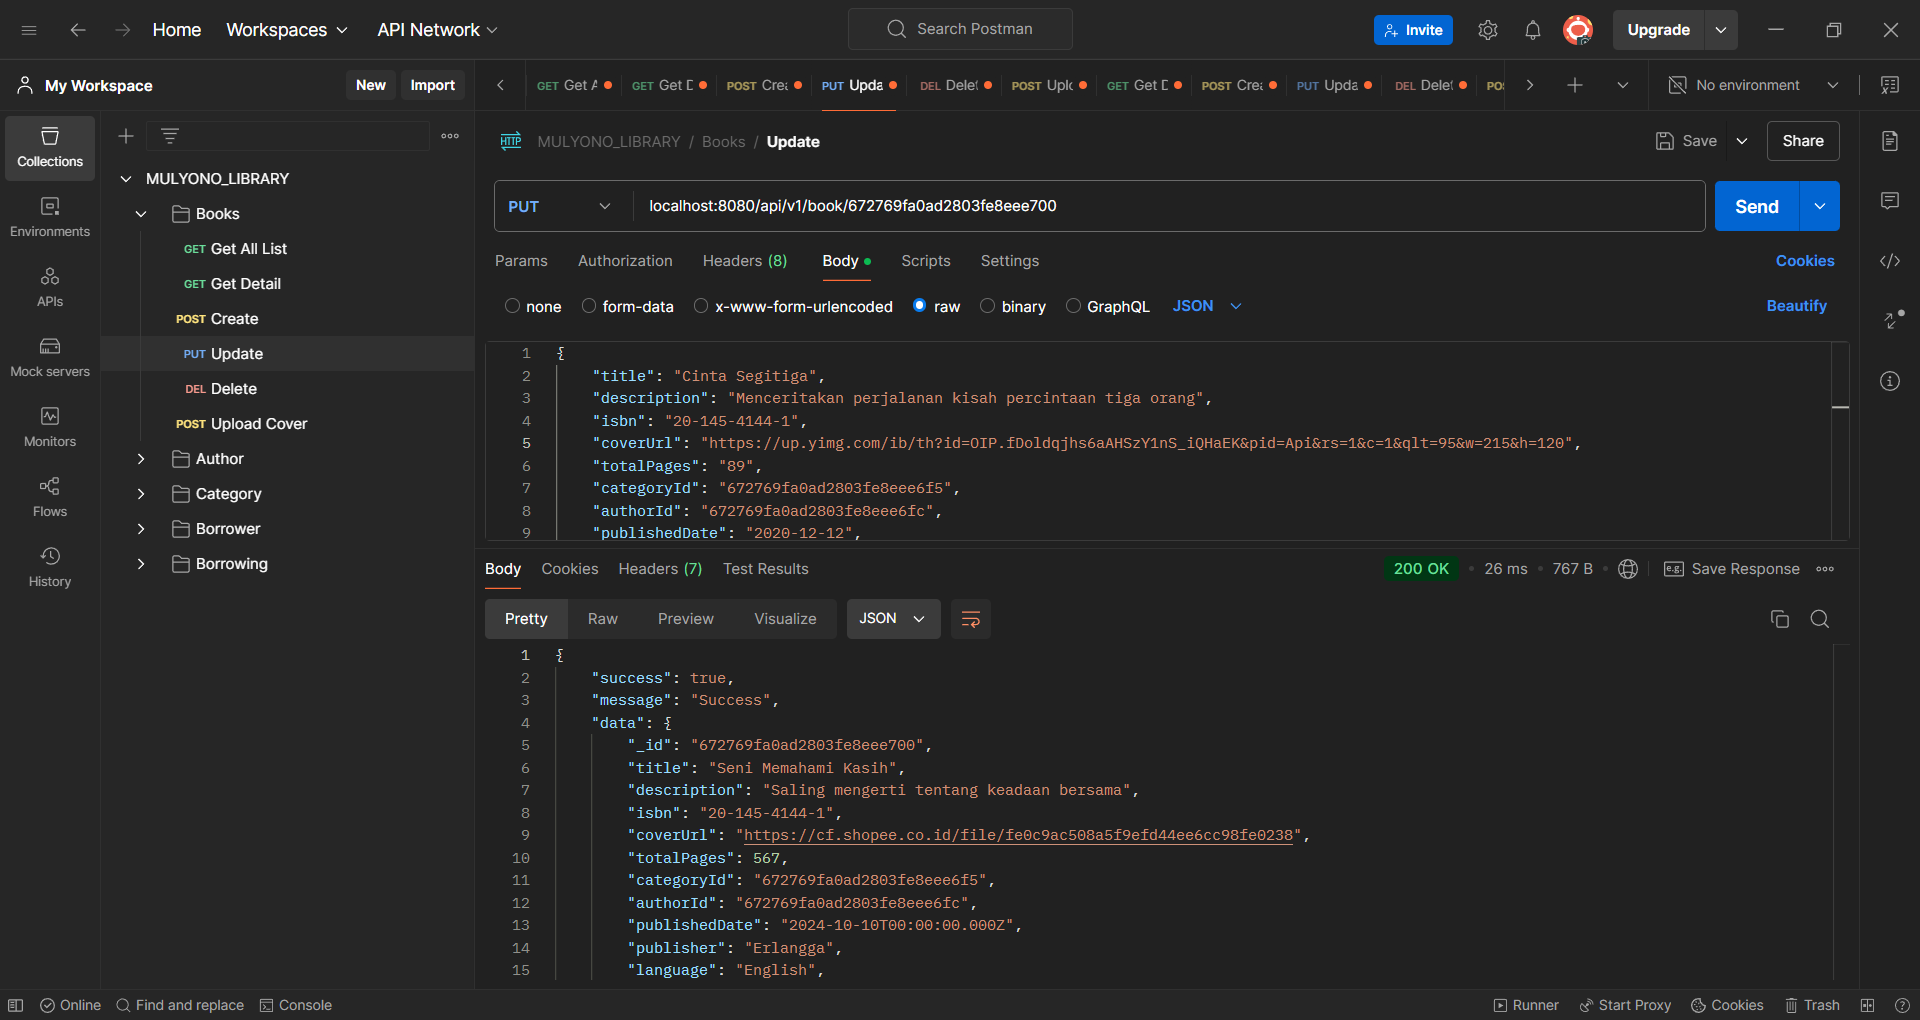 Home Workspaces API Network Search Postman Invite Upgrade
My Workspace New Import GET Get A GET Get D POST Crea PUT Upda DEL Delet POST Uplo GET Get D POST Crea PUT Upda DEL Delet PO No environment
Collections
Environments
APIs
Mock servers
Monitors
Flows
History
MULYONO_LIBRARY
Books
GET Get All List
GET Get Detail
POST Create
PUT Update
DEL Delete
POST Upload Cover
Author
Category
Borrower
Borrowing
HTTP MULYONO_LIBRARY / Books / Update Save Share
PUT localhost:8080/api/v1/book/672769fa0ad2803fe8eee700 Send
Params Authorization Headers (8) Body Scripts Settings Cookies
none form-data x-www-form-urlencoded raw binary GraphQL JSON Beautify
1 {
2 "title": "Cinta Segitiga",
3 "description": "Menceritakan perjalanan kisah percintaan tiga orang",
4 "isbn": "20-145-4144-1",
5 "coverUrl": "https://up.yimg.com/ib/th?id=OIP.fDoldqjhs6aAHSzY1nS_iQHaEK&pid=Api&rs=1&c=1&qlt=95&w=215&h=120",
6 "totalPages": "89",
7 "categoryId": "672769fa0ad2803fe8eee6f5",
8 "authorId": "672769fa0ad2803fe8eee6fc",
9 "publishedDate": "2020-12-12",
Body Cookies Headers (7) Test Results 200 OK 26 ms 767 B e.g. Save Response
Pretty Raw Preview Visualize JSON
1 {
2 "success": true,
3 "message": "Success",
4 "data": {
5 "_id": "672769fa0ad2803fe8eee700",
6 "title": "Seni Memahami Kasih",
7 "description": "Saling mengerti tentang keadaan bersama",
8 "isbn": "20-145-4144-1",
9 "coverUrl": "https://cf.shopee.co.id/file/fe0c9ac508a5f9efd44ee6cc98fe0238",
10 "totalPages": 567,
11 "categoryId": "672769fa0ad2803fe8eee6f5",
12 "authorId": "672769fa0ad2803fe8eee6fc",
13 "publishedDate": "2024-10-10T00:00:00.000Z",
14 "publisher": "Erlangga",
15 "language": "English",
Online Find and replace Console Runner Start Proxy Cookies Trash